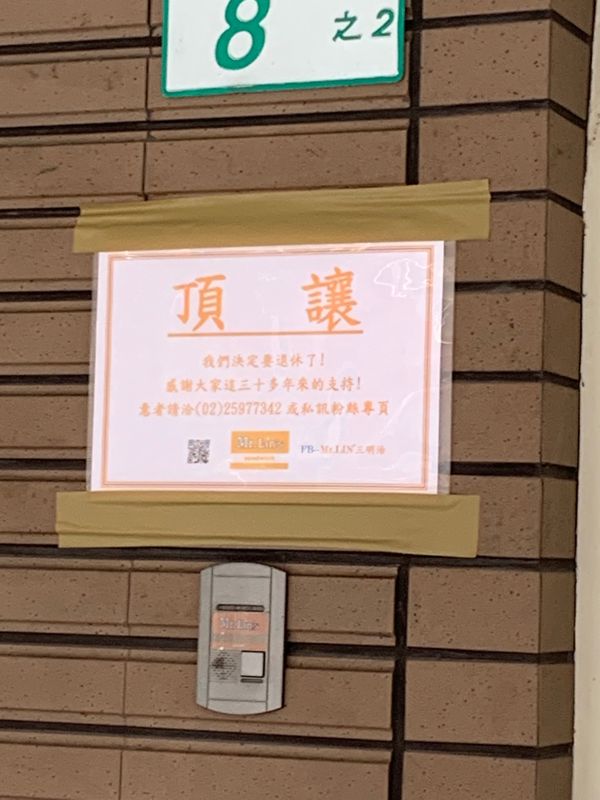 8 之2
頂 讓
我們決定要退休了!
感謝大家這三十多年來的支持!
意者請洽(02)25977342 或私訊粉絲專頁
Mr. Lin's
FB--Mr.LIN'三明治
Mr. Lin's